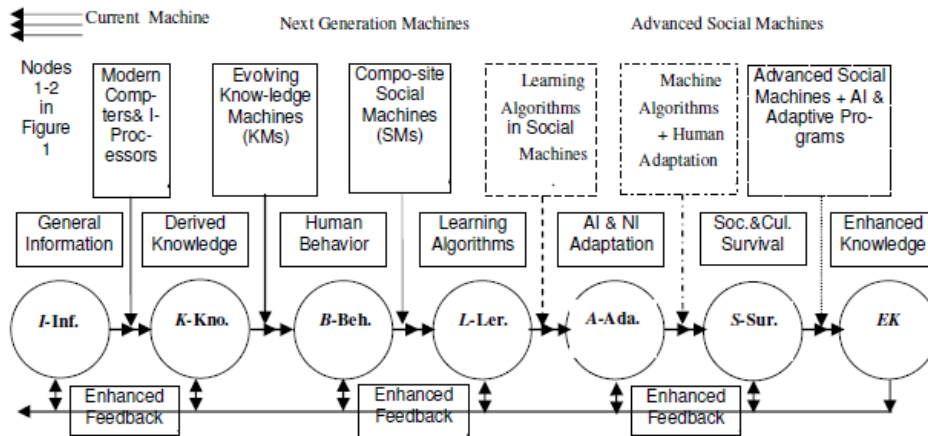 Current Machine
Next Generation Machines
Advanced Social Machines
Nodes
1-2
in
Figure
1
Modern
Comp-
ters& I-
Proc-
essors
Evolving
Know-ledge
Machines
(KMs)
Compo-site
Social
Machines
(SMs)
Learning
Algorithms
in Social
Machines
.
Machine
Algorithms
+ Human
Adaptation
Advanced Social
Machines + AI &
Adaptive Pro-
grams
General
Information
Derived
Knowledge
Human
Behavior
Learning
Algorithms
AI & NI
Adaptation
Soc.&Cul.
Survival
Enhanced
Knowledge
I-Inf.
K-Kno.
B-Beh.
L-Ler.
A-Ada.
S-Sur.
EK
Enhanced
Feedback
Enhanced
Feedback
Enhanced
Feedback